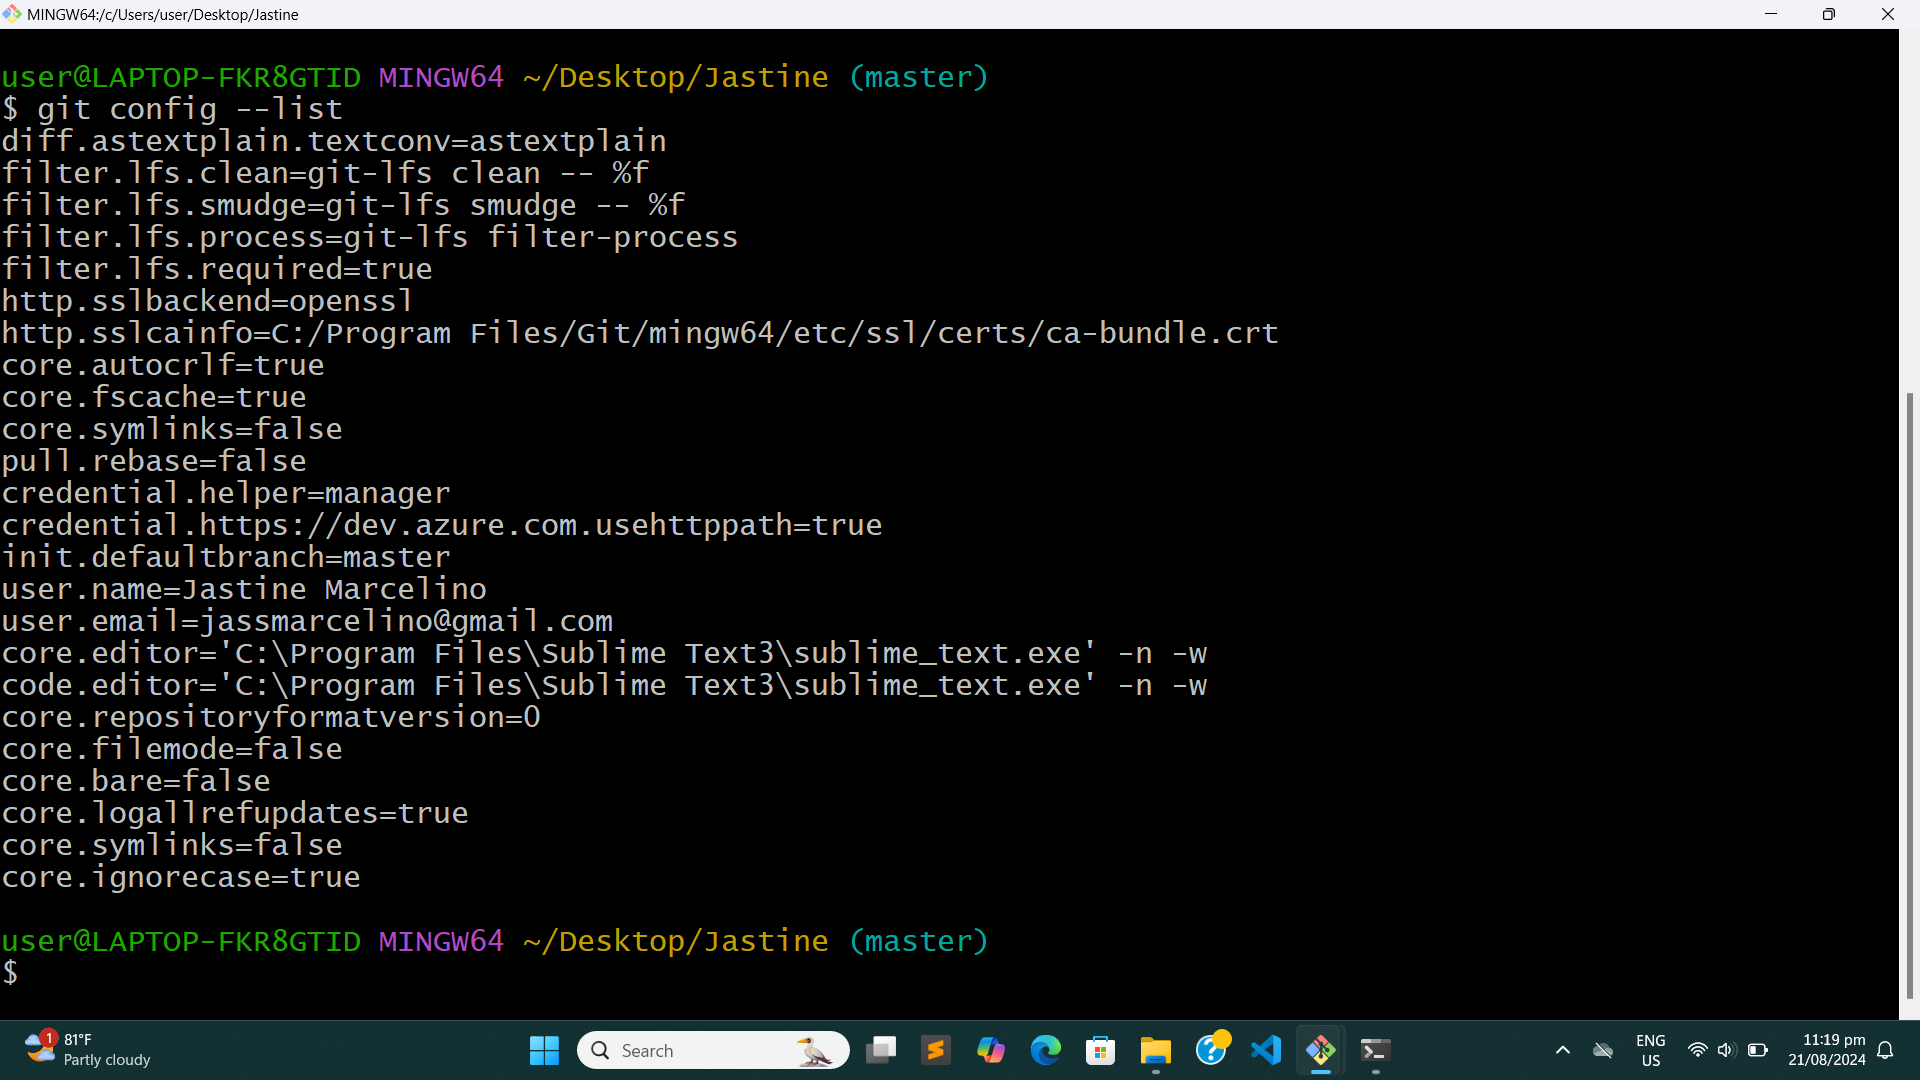 MINGW64:/c/Users/user/Desktop/Jastine
user@LAPTOP-FKR8GTID MINGW64 ~/Desktop/Jastine (master)
$ git config --list
diff.astextplain.textconv=astextplain
filter.lfs.clean=git-lfs clean -- %f
filter.lfs.smudge=git-lfs smudge -- %f
filter.lfs.process=git-lfs filter-process
filter.lfs.required=true
http.sslbackend=openssl
http.sslcainfo=C:/Program Files/Git/mingw64/etc/ssl/certs/ca-bundle.crt
core.autocrlf=true
core.fscache=true
core.symlinks=false
pull.rebase=false
credential.helper=manager
credential.https://dev.azure.com.usehttppath=true
init.defaultbranch=master
user.name=Jastine Marcelino
user.email=jassmarcelino@gmail.com
core.editor='C:\Program Files\Sublime Text3\sublime_text.exe' -n -w
code.editor='C:\Program Files\Sublime Text3\sublime_text.exe' -n -w
core.repositoryformatversion=0
core.filemode=false
core.bare=false
core.logallrefupdates=true
core.symlinks=false
core.ignorecase=true
user@LAPTOP-FKR8GTID MINGW64 ~/Desktop/Jastine (master)
$
1
81°F
Partly cloudy
Search
ENG
US
11:19 pm
21/08/2024